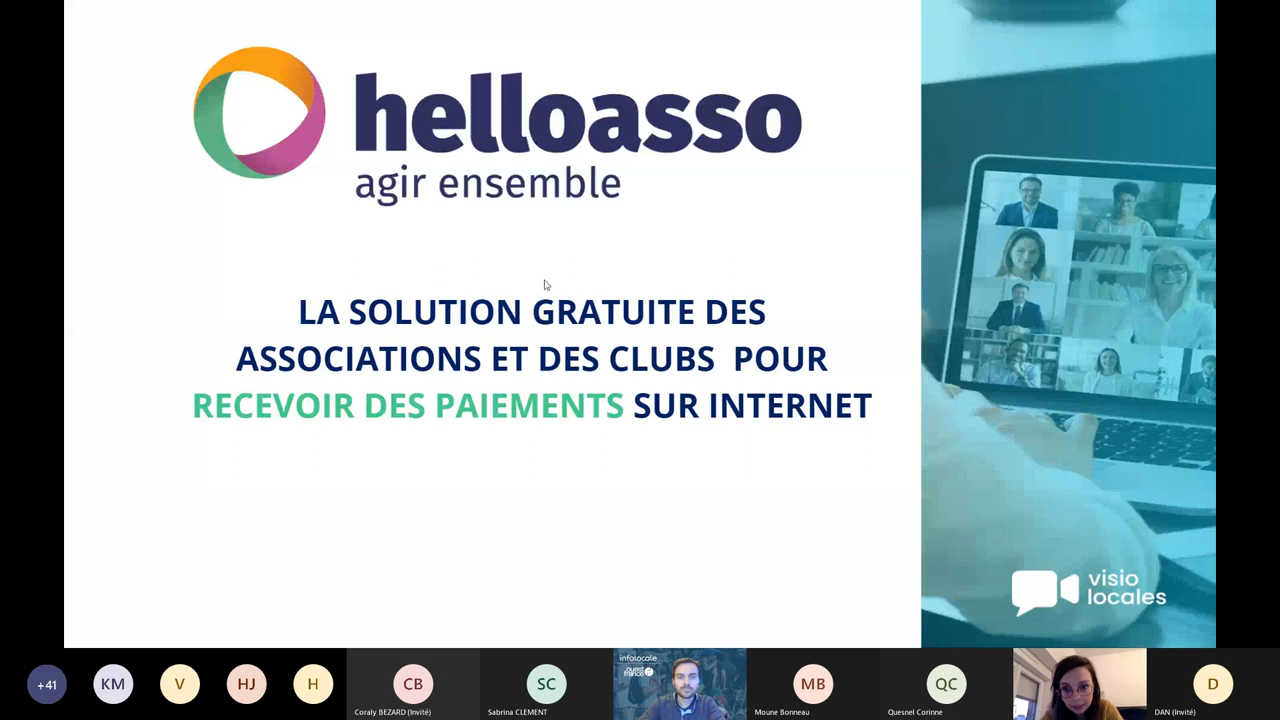 helloasso
agir ensemble
LA SOLUTION GRATUITE DES
ASSOCIATIONS ET DES CLUBS POUR
RECEVOIR DES PAIEMENTS SUR INTERNET
visio
locales
+41
KM
V
HJ
H
CB
Coraly BEZARD (Invité)
SC
Sabrina CLEMENT
infolocale
ouest
france
MB
Moune Bonneau
QC
Quesnel Corinne
D
DAN (Invité)